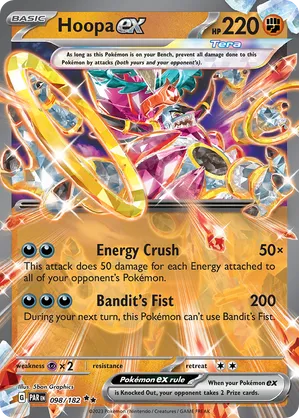 BASIC
Hoopa ex
HP 220
Tera
As long as this Pokémon is on your Bench, prevent all damage done to this
Pokémon by attacks (both yours and your opponent's).
Energy Crush 50×
This attack does 50 damage for each Energy attached
to all of your opponent's Pokémon.
Bandit's Fist 200
During your next turn, this Pokémon can't use Bandit's Fist.
weakness × 2 resistance retreat
Pokémon ex rule
When your Pokémon ex
is Knocked Out, your opponent takes 2 Prize cards.
Illus. 5ban Graphics
G PAR EN 098/182
©2023 Pokémon / Nintendo / Creatures / GAME FREAK